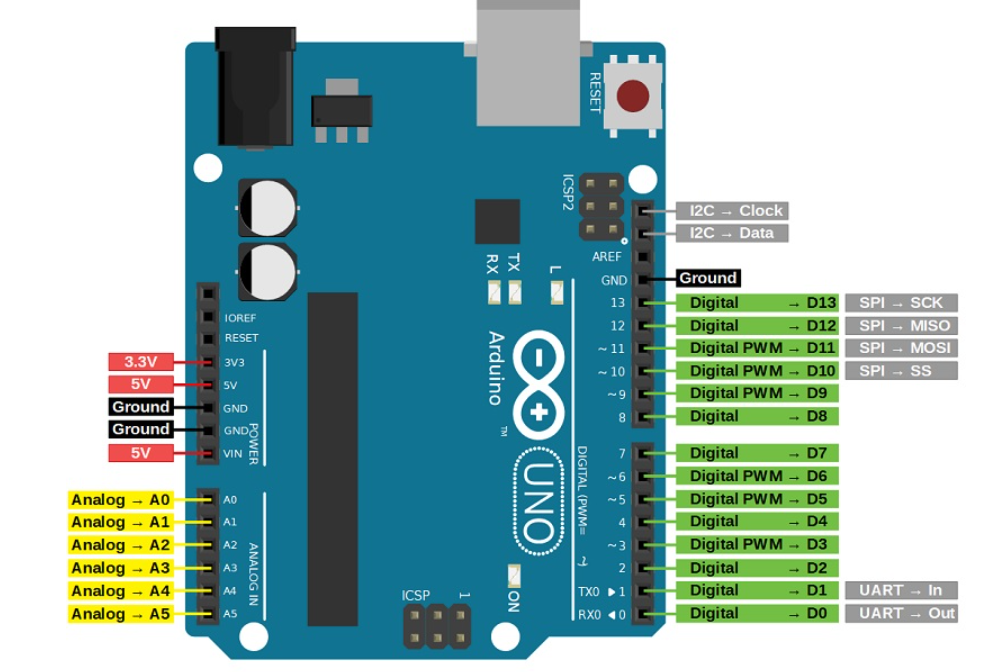 RESET
ICSP2
I2C → Clock
I2C → Data
AREF
GND
Ground
RX
TX
L
13
Digital → D13
SPI → SCK
12
Digital → D12
SPI → MISO
~ 11
Digital PWM → D11
SPI → MOSI
~ 10
Digital PWM → D10
SPI → SS
~ 9
Digital PWM → D9
8
Digital → D8
7
Digital → D7
~ 6
Digital PWM → D6
~ 5
Digital PWM → D5
4
Digital → D4
~ 3
Digital PWM → D3
2
Digital → D2
TX0 ▶ 1
Digital → D1
UART → In
RX0 ◀ 0
Digital → D0
UART → Out
DIGITAL (PWM= ~)
Arduino
™
UNO
ON
ICSP
1
IOREF
RESET
3.3V
3V3
5V
5V
Ground
GND
Ground
GND
5V
VIN
POWER
Analog → A0
A0
Analog → A1
A1
Analog → A2
A2
Analog → A3
A3
Analog → A4
A4
Analog → A5
A5
ANALOG IN